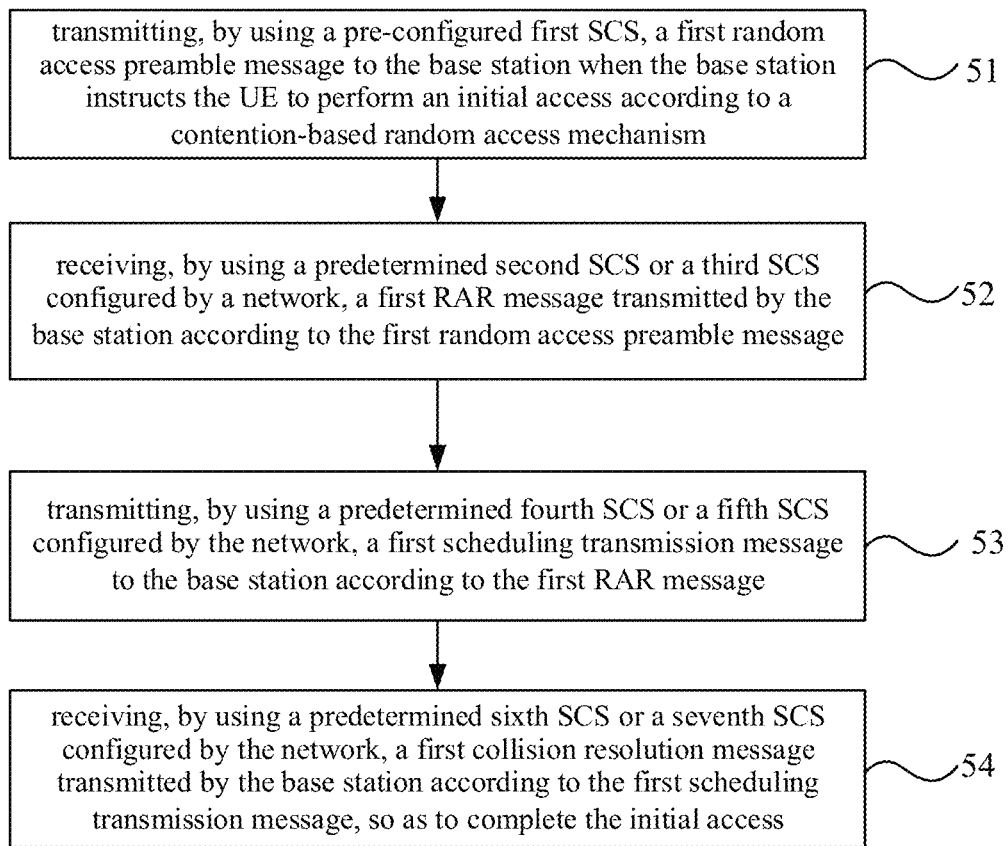 transmitting, by using a pre-configured first SCS, a first random
access preamble message to the base station when the base station
instructs the UE to perform an initial access according to a
contention-based random access mechanism
51
receiving, by using a predetermined second SCS or a third SCS
configured by a network, a first RAR message transmitted by the
base station according to the first random access preamble message
52
transmitting, by using a predetermined fourth SCS or a fifth SCS
configured by the network, a first scheduling transmission message
to the base station according to the first RAR message
53
receiving, by using a predetermined sixth SCS or a seventh SCS
configured by the network, a first collision resolution message
transmitted by the base station according to the first scheduling
transmission message, so as to complete the initial access
54